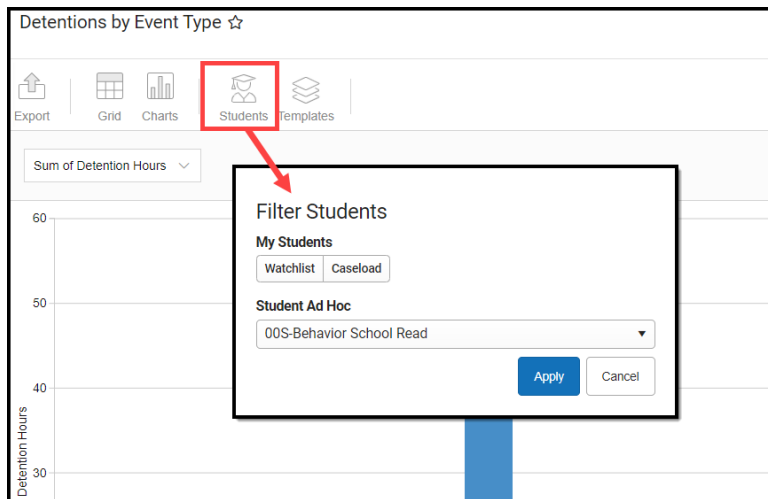 Detentions by Event Type
Export Grid Charts Students Templates
Sum of Detention Hours
Filter Students
My Students
Watchlist Caseload
Student Ad Hoc
00S-Behavior School Read
Apply Cancel
60
50
40
30
Detention Hours